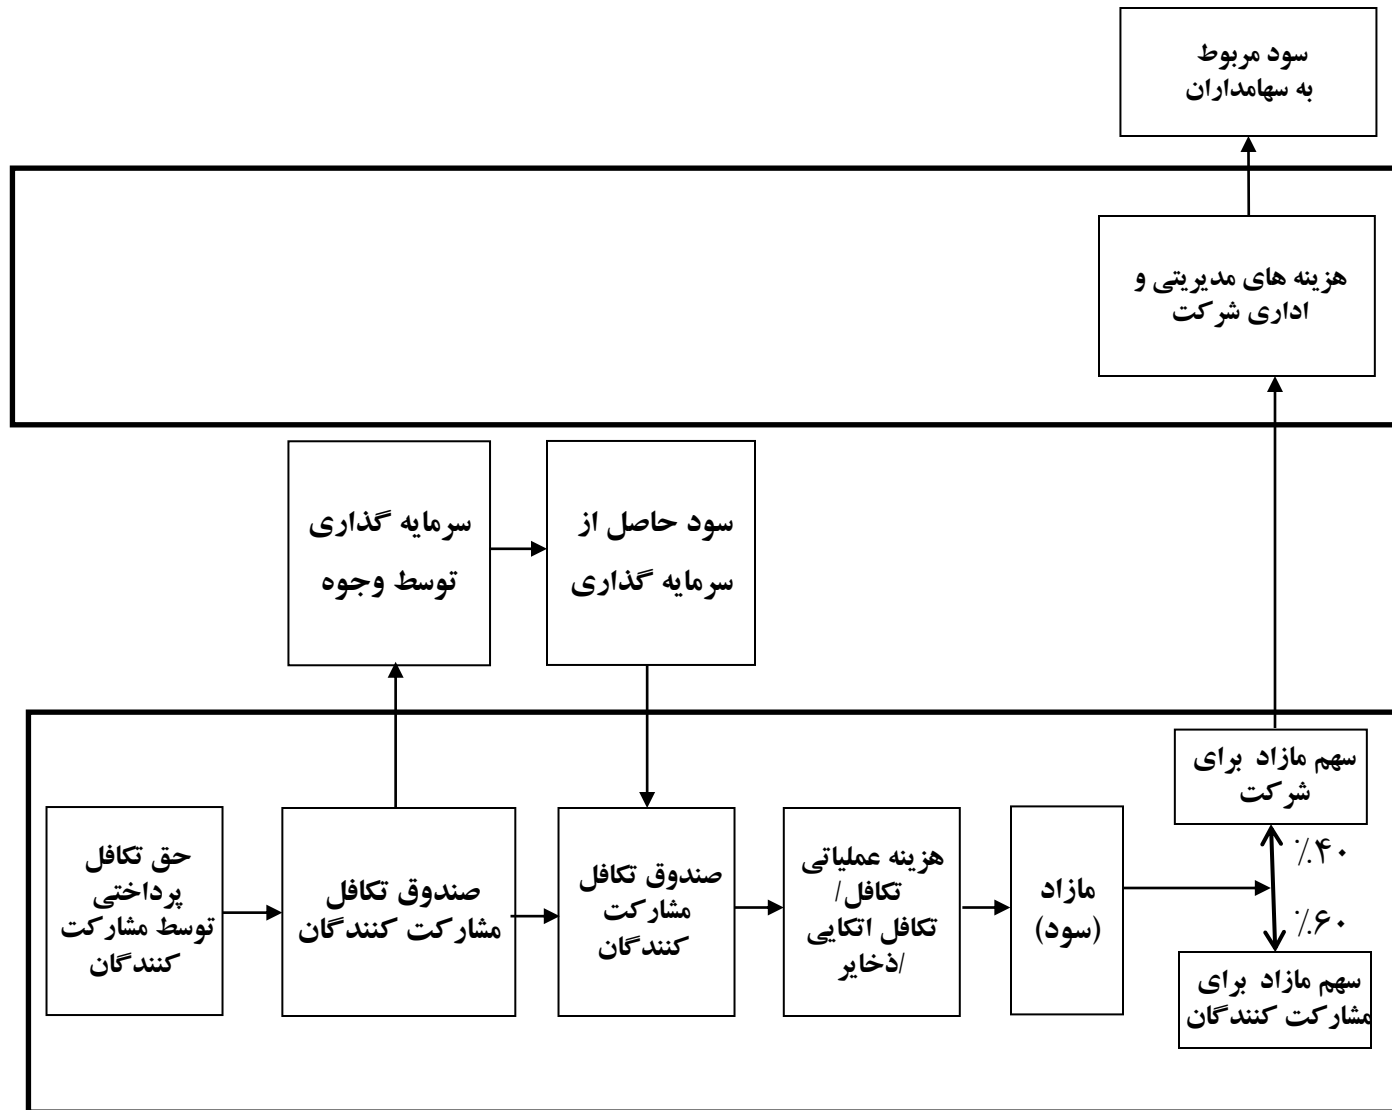 سود مربوط
به سهامداران
هزینه های مدیریتی و
اداری شرکت
سرمایه گذاری
توسط وجوه
سود حاصل از
سرمایه گذاری
حق تکافل
پرداختی
توسط مشارکت
کنندگان
صندوق تکافل
مشارکت کنندگان
صندوق تکافل
مشارکت
کنندگان
هزینه عملیاتی
تکافل/
تکافل اتکایی
/ذخایر
مازاد
(سود)
سهم مازاد برای
شرکت
٪۴۰
٪۶۰
سهم مازاد برای
مشارکت کنندگان